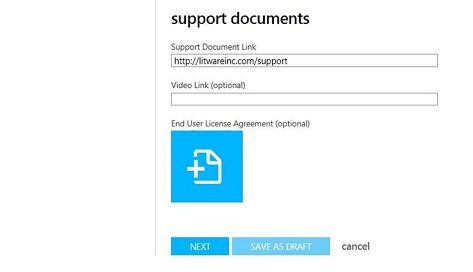 support documents
Support Document Link
http://litwareinc.com/support
Video Link (optional)
End User License Agreement (optional)
NEXT SAVE AS DRAFT cancel